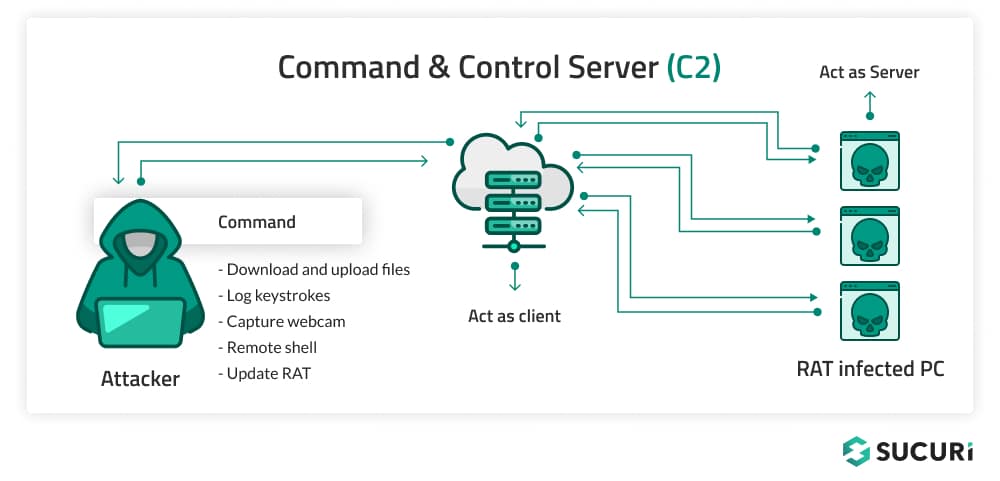 Command & Control Server (C2)
Act as Server
Command
- Download and upload files
- Log keystrokes
- Capture webcam
- Remote shell
- Update RAT
Attacker
Act as client
RAT infected PC
SUCURi